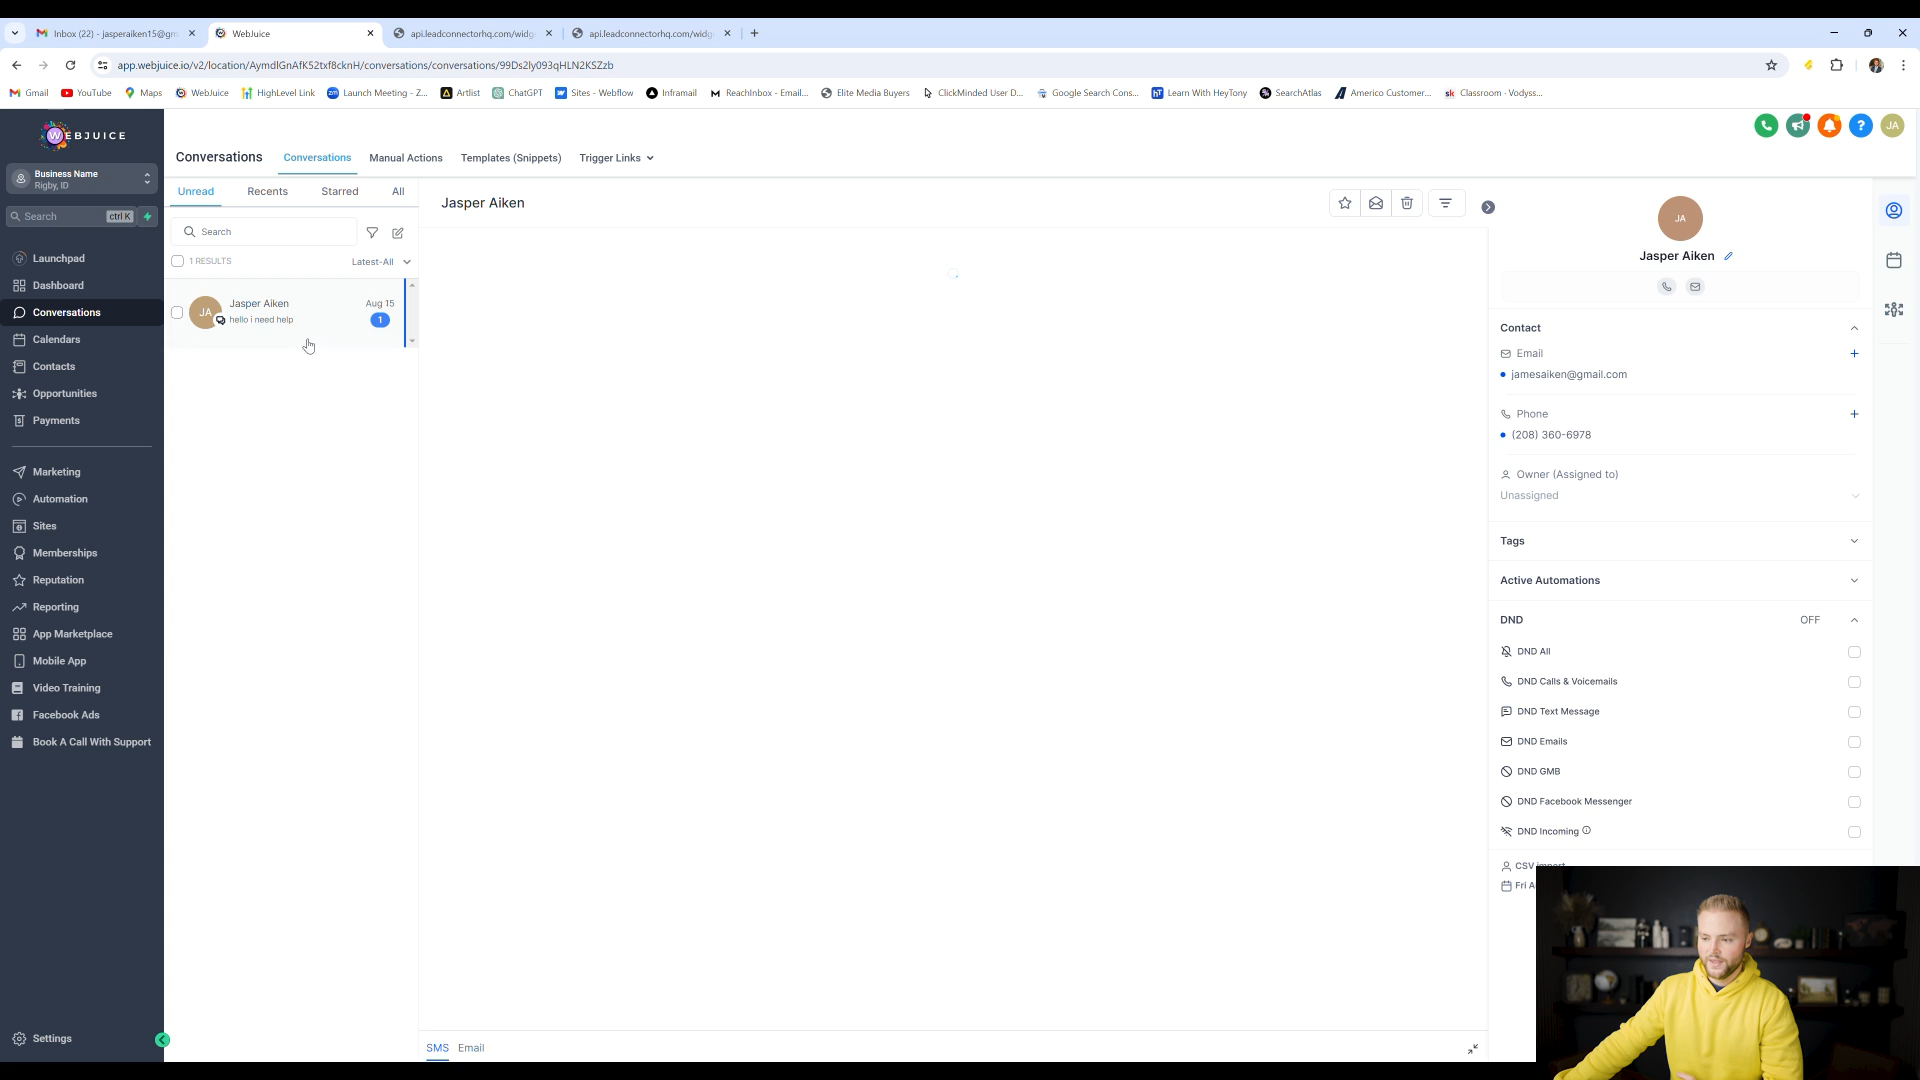 Inbox (22) - jasperaiken15@gm
WebJuice
api.leadconnectorhq.com/widg
api.leadconnectorhq.com/widg
app.webjuice.io/v2/location/AymdlGnAfK52txf8cknH/conversations/conversations/99Ds2Iy093qHLN2KSZzb
Gmail
YouTube
Maps
WebJuice
HighLevel Link
Launch Meeting - Z...
Artlist
ChatGPT
Sites - Webflow
Inframail
ReachInbox - Email...
Elite Media Buyers
ClickMinded User D...
Google Search Cons...
Learn With HeyTony
SearchAtlas
Americo Customer...
Classroom - Vodyss...
WEBJUICE
Business Name
Rigby, ID
Search
ctrl K
Launchpad
Dashboard
Conversations
Calendars
Contacts
Opportunities
Payments
Marketing
Automation
Sites
Memberships
Reputation
Reporting
App Marketplace
Mobile App
Video Training
Facebook Ads
Book A Call With Support
Settings
JA
Conversations
Conversations
Manual Actions
Templates (Snippets)
Trigger Links
Unread
Recents
Starred
All
Search
1 RESULTS
Latest-All
JA
Jasper Aiken
Aug 15
hello i need help
1
Jasper Aiken
SMS
Email
JA
Jasper Aiken
Contact
Email
jamesaiken@gmail.com
Phone
(208) 360-6978
Owner (Assigned to)
Unassigned
Tags
Active Automations
DND
OFF
DND All
DND Calls & Voicemails
DND Text Message
DND Emails
DND GMB
DND Facebook Messenger
DND Incoming
CSV import
Fri A